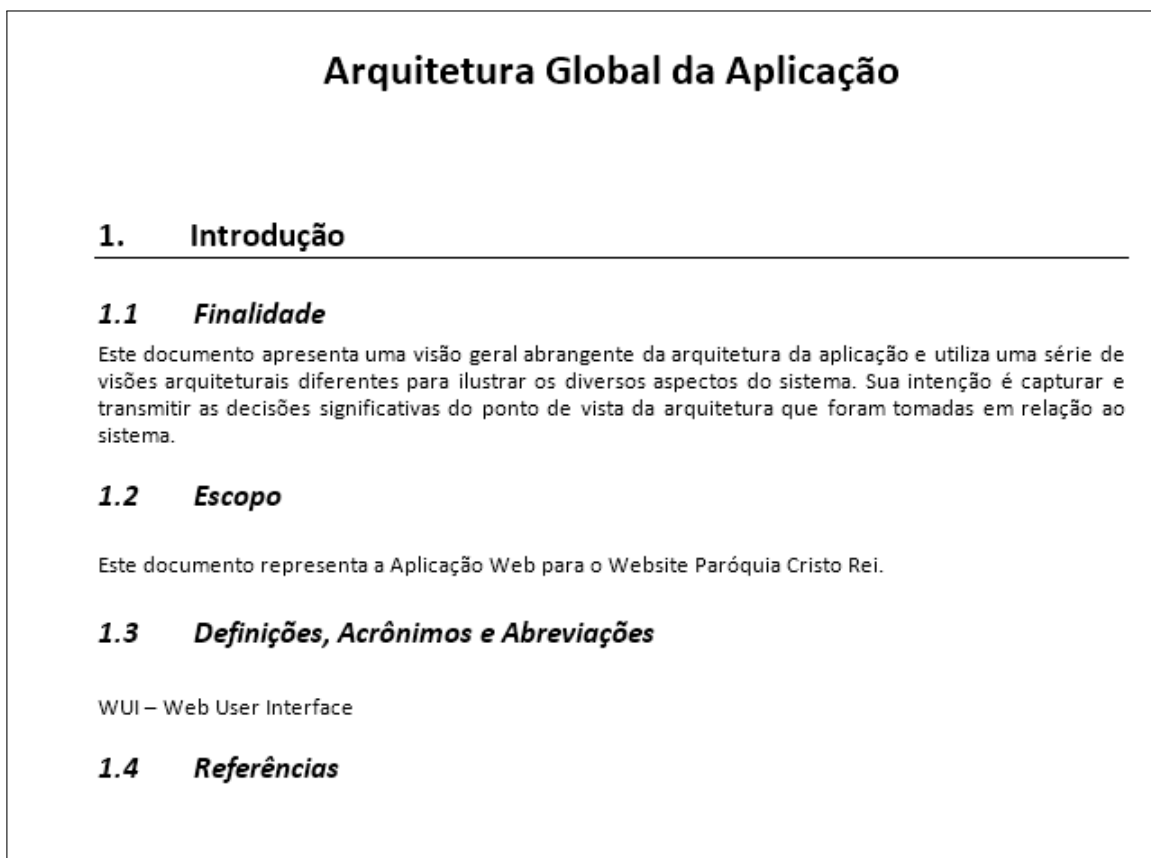 Arquitetura Global da Aplicação
1. Introdução
1.1 Finalidade
Este documento apresenta uma visão geral abrangente da arquitetura da aplicação e utiliza uma série de
visões arquiteturais diferentes para ilustrar os diversos aspectos do sistema. Sua intenção é capturar e
transmitir as decisões significativas do ponto de vista da arquitetura que foram tomadas em relação ao
sistema.
1.2 Escopo
Este documento representa a Aplicação Web para o Website Paróquia Cristo Rei.
1.3 Definições, Acrônimos e Abreviações
WUI – Web User Interface
1.4 Referências